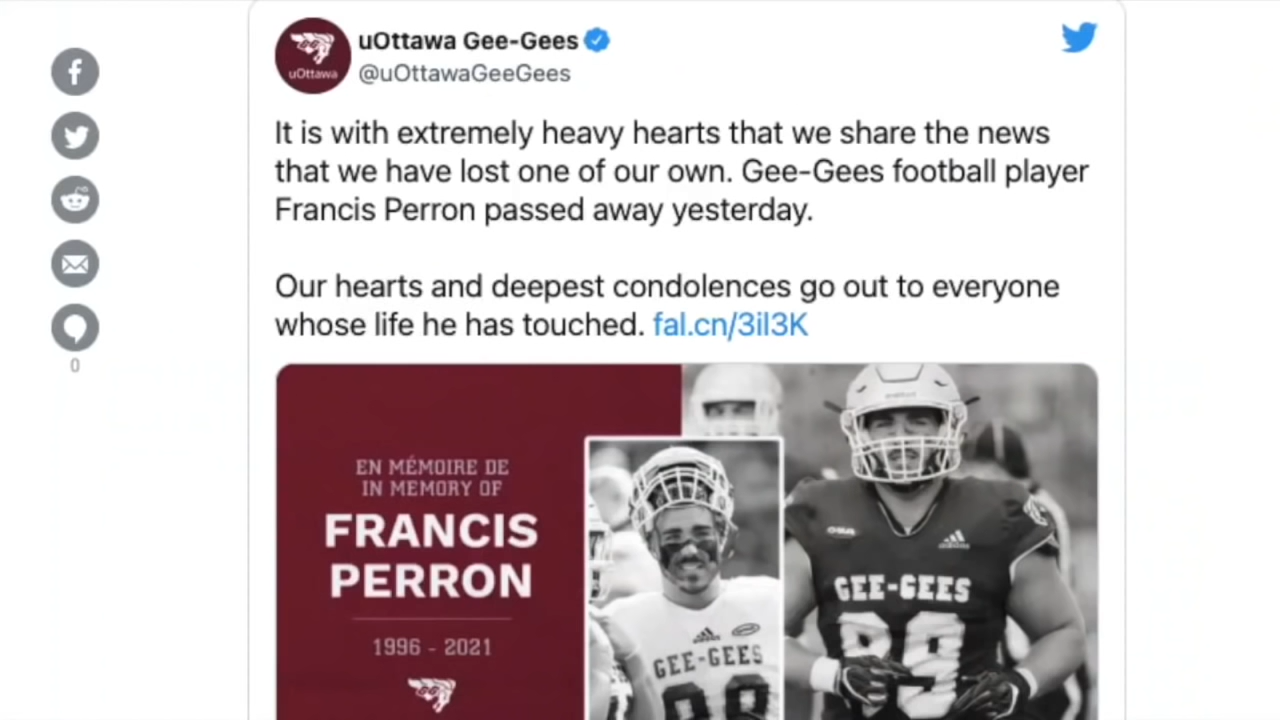 uOttawa Gee-Gees
uOttawa
@uOttawaGeeGees
It is with extremely heavy hearts that we share the news
that we have lost one of our own. Gee-Gees football player
Francis Perron passed away yesterday.
Our hearts and deepest condolences go out to everyone
whose life he has touched. fal.cn/3il3K
0
EN MÉMOIRE DE
IN MEMORY OF
FRANCIS
PERRON
1996 - 2021
GEE-GEES
99
GEE-GEES